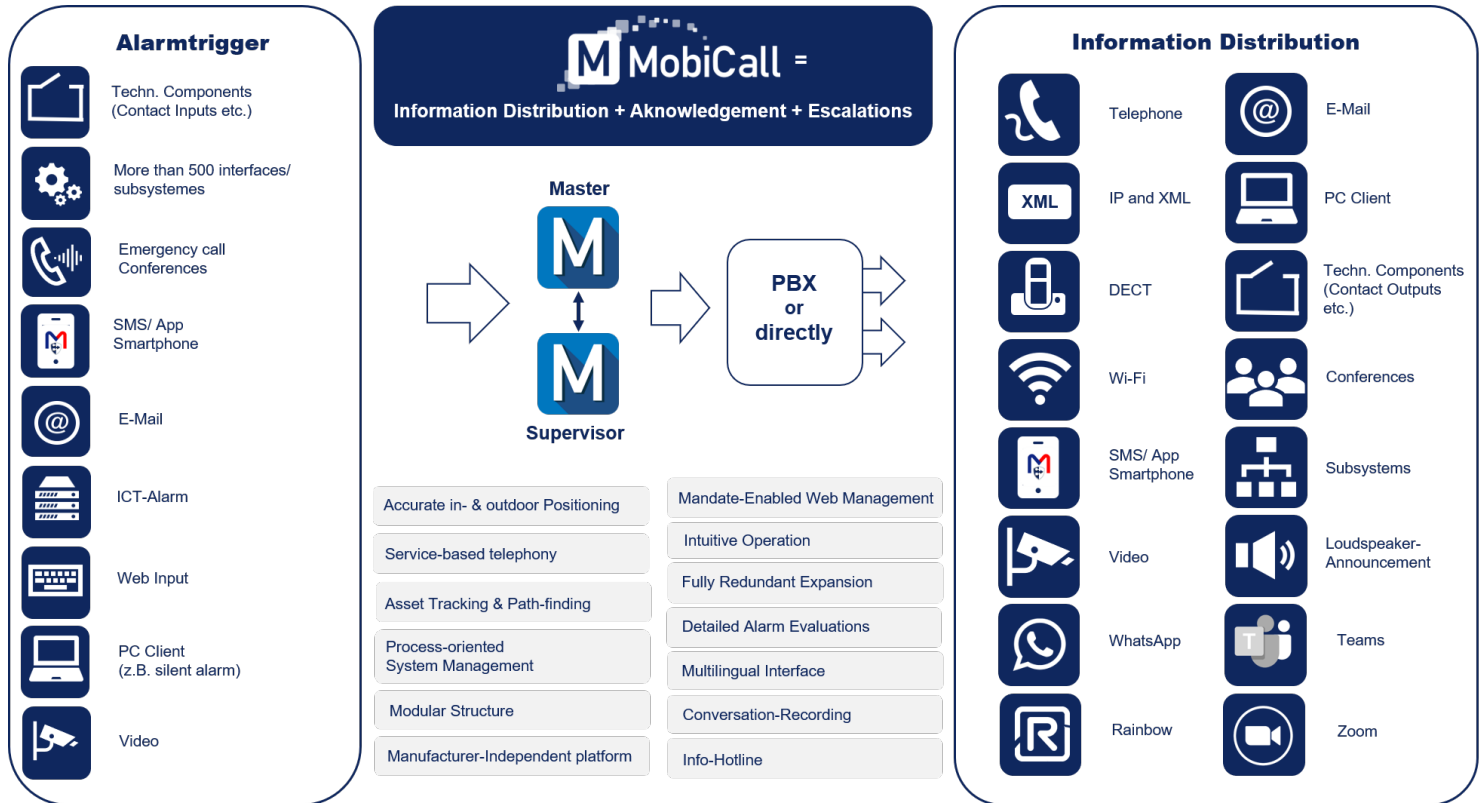 Alarmtrigger
Techn. Components
(Contact Inputs etc.)
More than 500 interfaces/
subsystemes
Emergency call
Conferences
SMS/ App
Smartphone
@
E-Mail
ICT-Alarm
Web Input
PC Client
(z.B. silent alarm)
Video
M MobiCall =
Information Distribution + Aknowledgement + Escalations
Master
M
M
Supervisor
PBX
or
directly
Accurate in- & outdoor Positioning
Service-based telephony
Asset Tracking & Path-finding
Process-oriented
System Management
Modular Structure
Manufacturer-Independent platform
Mandate-Enabled Web Management
Intuitive Operation
Fully Redundant Expansion
Detailed Alarm Evaluations
Multilingual Interface
Conversation-Recording
Info-Hotline
Information Distribution
Telephone
XML
IP and XML
DECT
Wi-Fi
SMS/ App
Smartphone
Video
WhatsApp
R
Rainbow
@
E-Mail
PC Client
Techn. Components
(Contact Outputs
etc.)
Conferences
Subsystems
Loudspeaker-
Announcement
T
Teams
Zoom